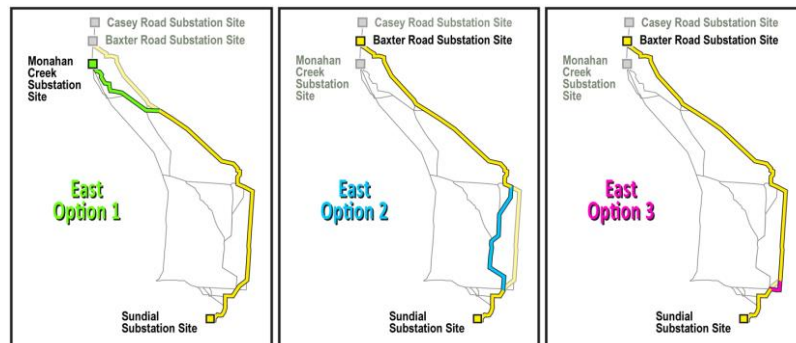 Casey Road Substation Site
Baxter Road Substation Site
Monahan
Creek
Substation
Site
East
Option 1
Sundial
Substation Site
Casey Road Substation Site
Baxter Road Substation Site
Monahan
Creek
Substation
Site
East
Option 2
Sundial
Substation Site
Casey Road Substation Site
Baxter Road Substation Site
Monahan
Creek
Substation
Site
East
Option 3
Sundial
Substation Site